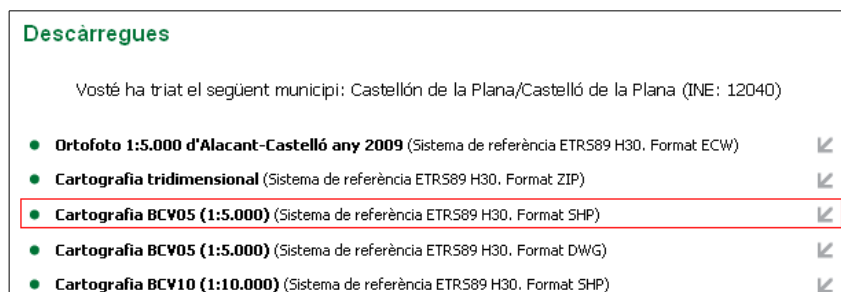 Descàrregues
Vosté ha triat el següent municipi: Castellón de la Plana/Castelló de la Plana (INE: 12040)
Ortofoto 1:5.000 d'Alacant-Castelló any 2009 (Sistema de referència ETRS89 H30. Format ECW)
Cartografia tridimensional (Sistema de referència ETRS89 H30. Format ZIP)
Cartografia BCV05 (1:5.000) (Sistema de referència ETRS89 H30. Format SHP)
Cartografia BCV05 (1:5.000) (Sistema de referència ETRS89 H30. Format DWG)
Cartografia BCV10 (1:10.000) (Sistema de referència ETRS89 H30. Format SHP)